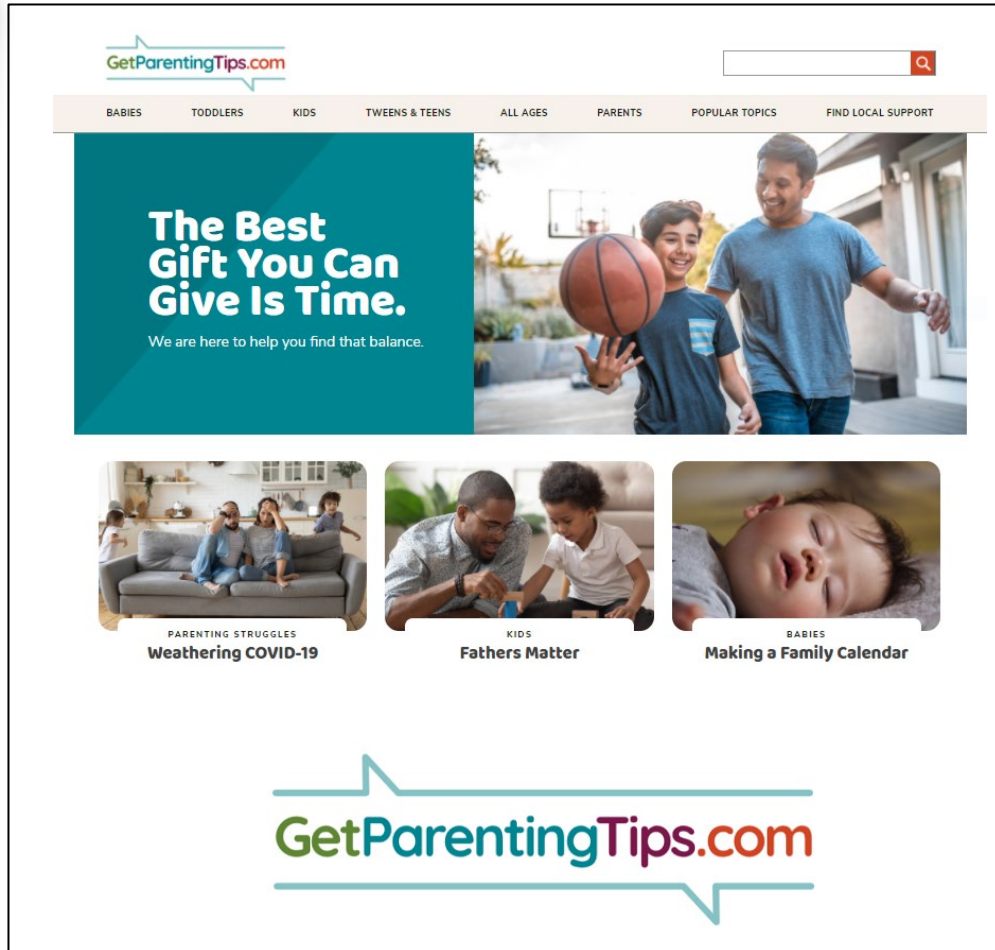 GetParentingTips.com
BABIES TODDLERS KIDS TWEENS & TEENS ALL AGES PARENTS POPULAR TOPICS FIND LOCAL SUPPORT
The Best
Gift You Can
Give Is Time.
We are here to help you find that balance.
PARENTING STRUGGLES
Weathering COVID-19
KIDS
Fathers Matter
BABIES
Making a Family Calendar
GetParentingTips.com